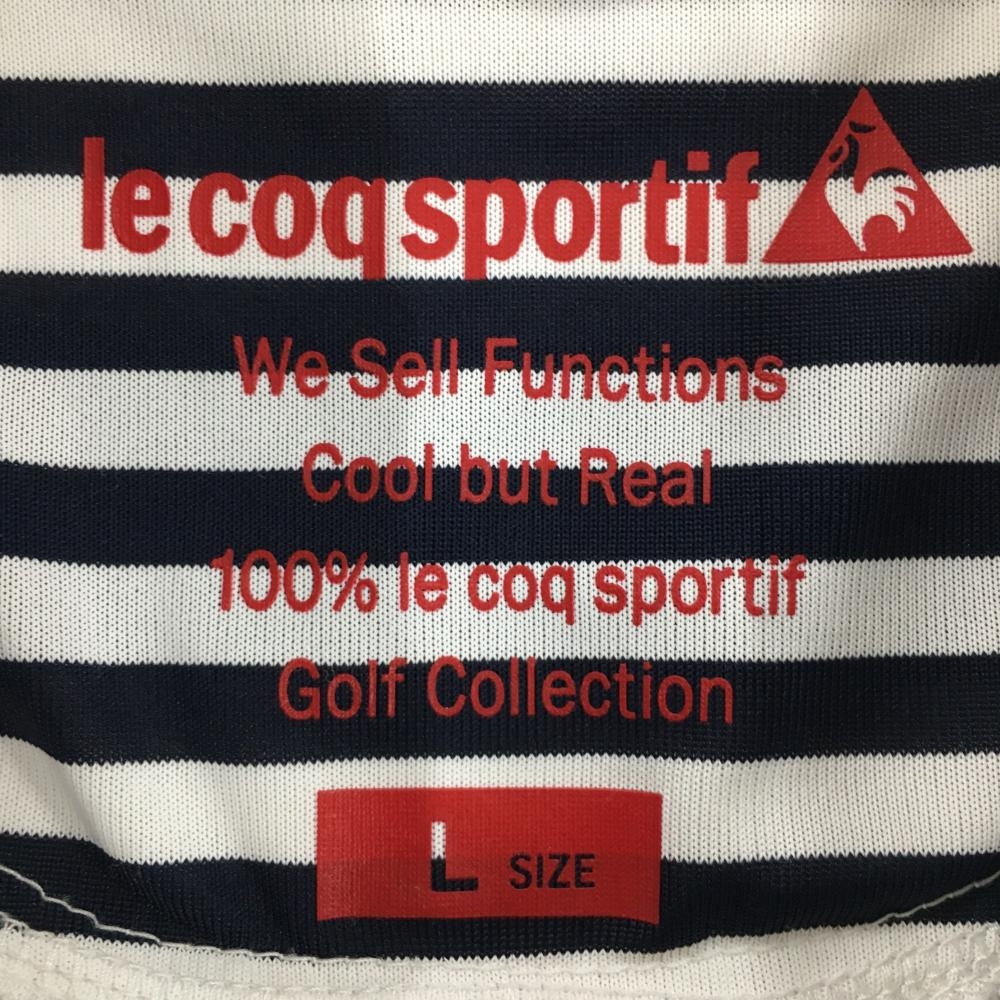 le coq sportif
We Sell Functions
Cool but Real
100% le coq sportif
Golf Collection
L SIZE